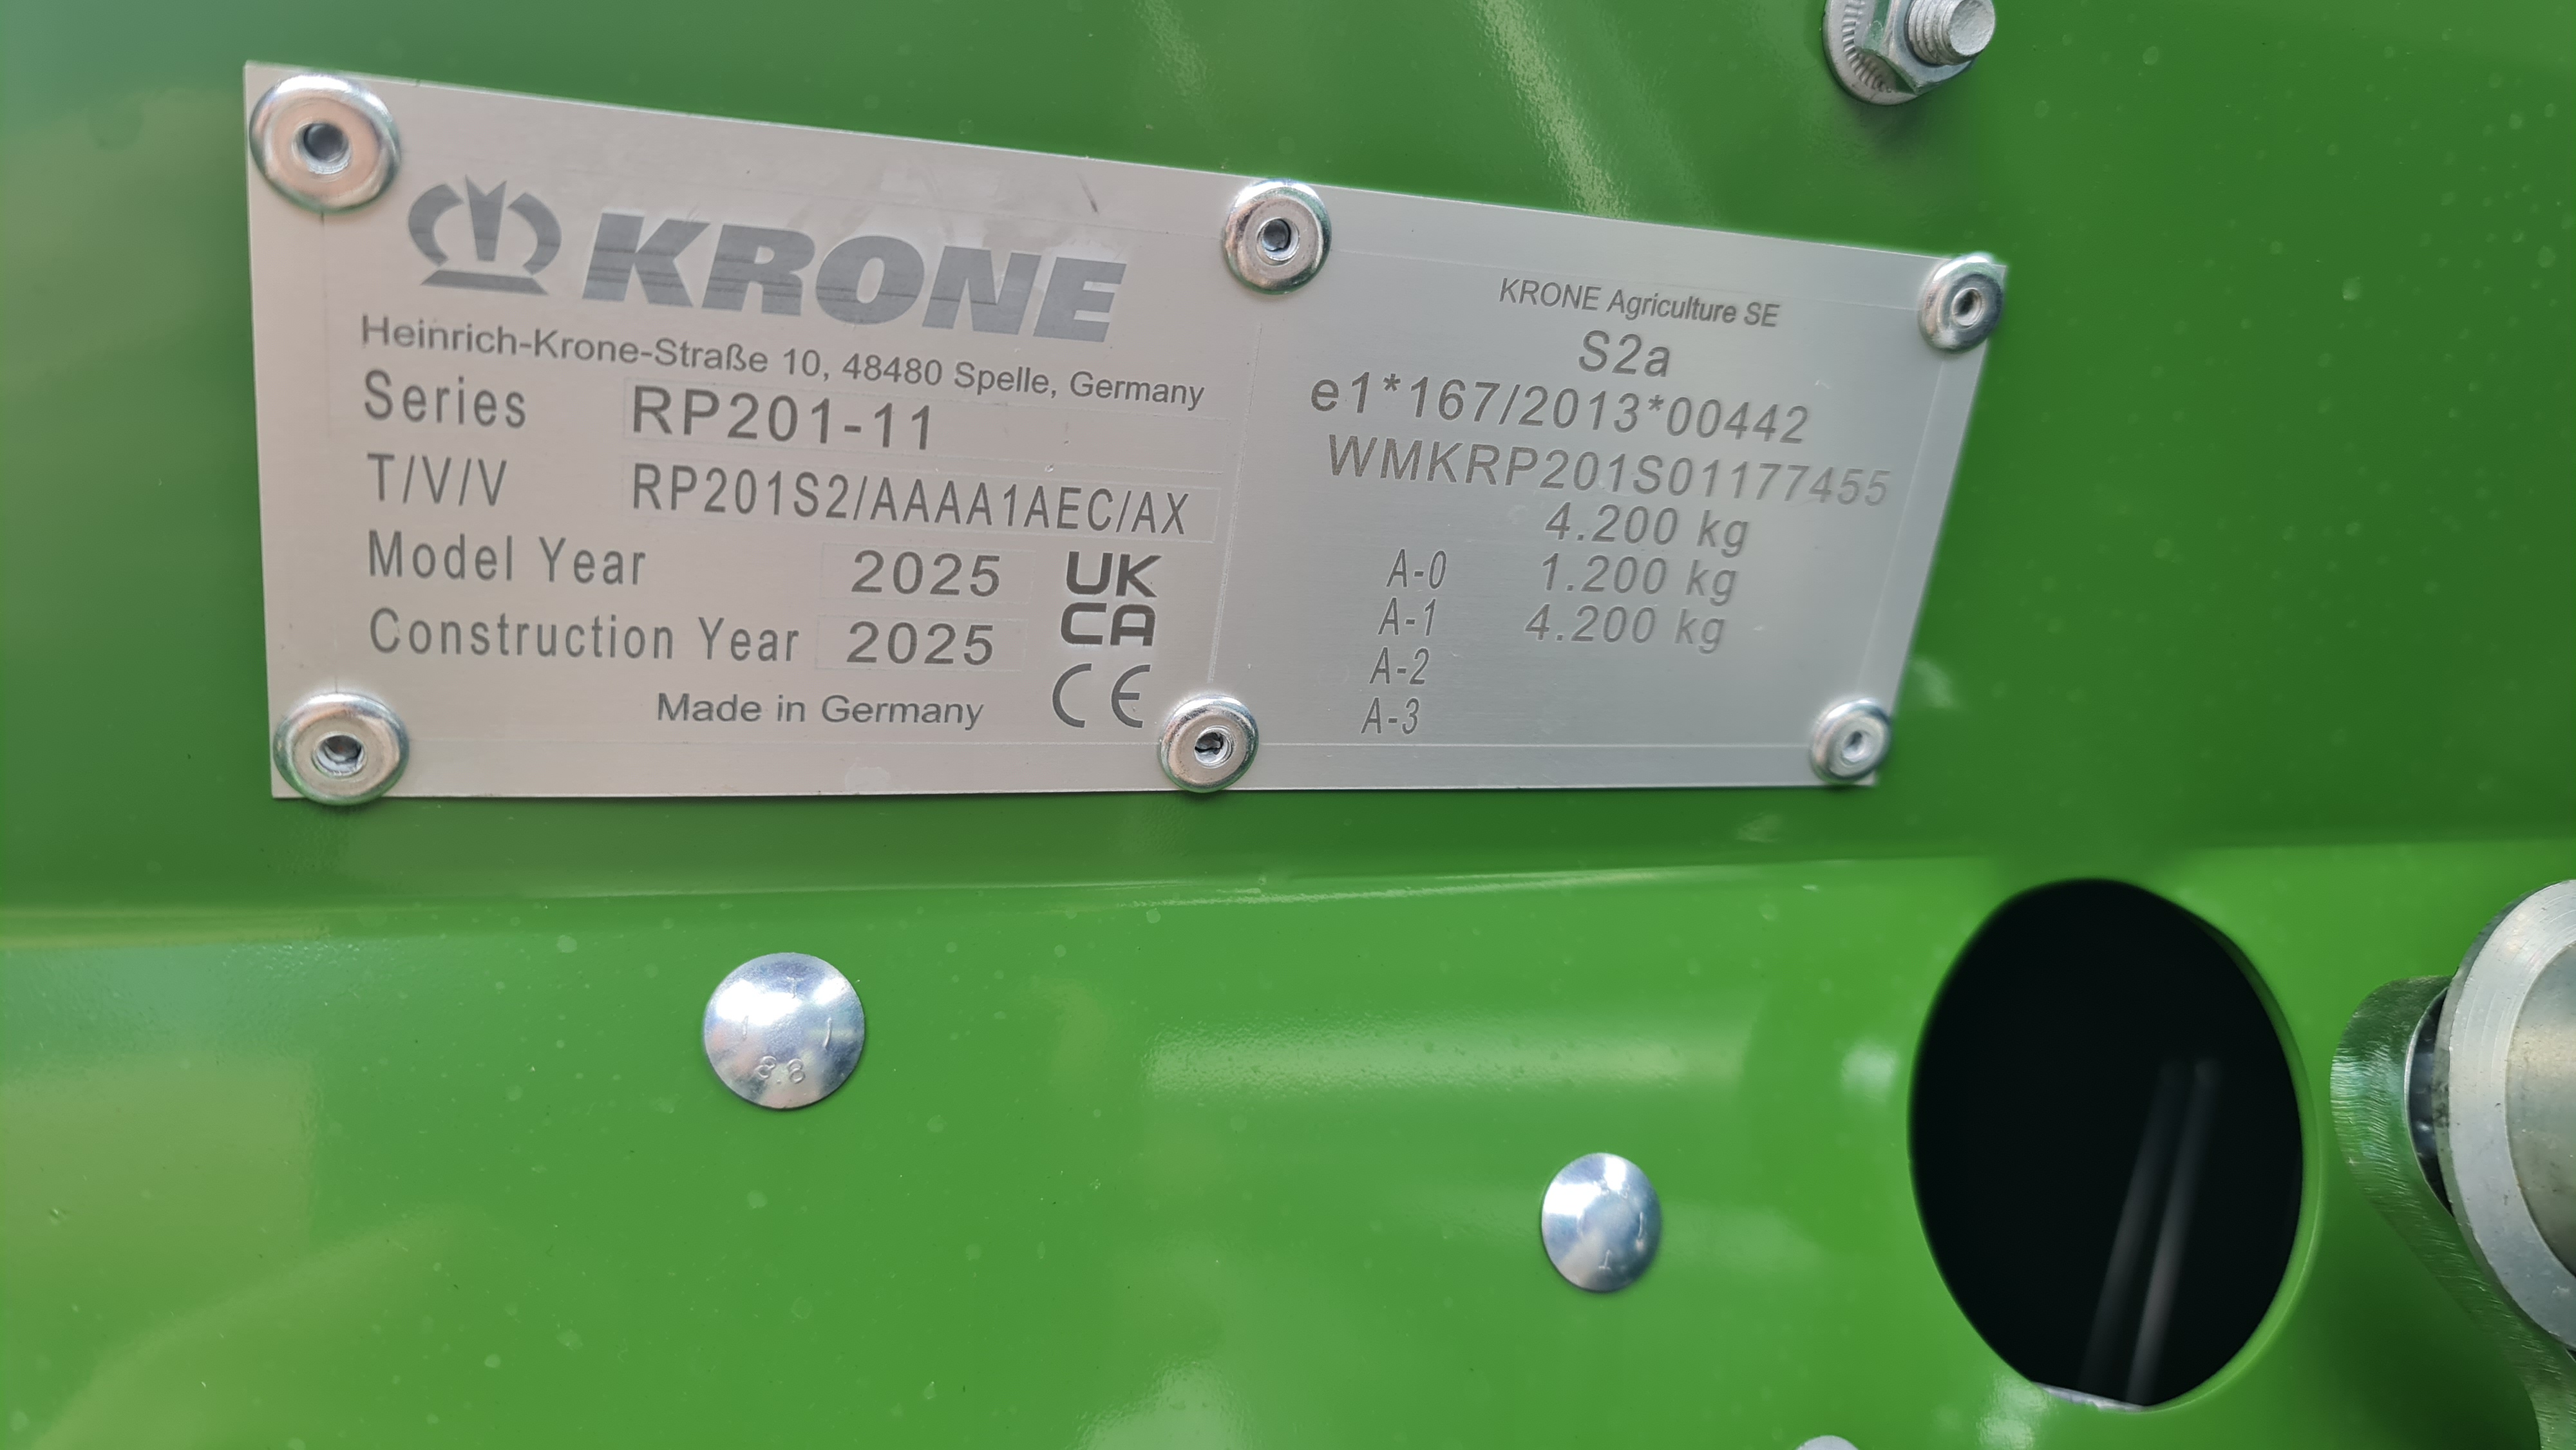 KRONE
Heinrich-Krone-Straße 10, 48480 Spelle, Germany
Series RP201-11
T/V/V RP201S2/AAAA1AEC/AX
Model Year 2025
Construction Year 2025
UK
CA
CE
Made in Germany
KRONE Agriculture SE
S2a
e1*167/2013*00442
WMKRP201S01177455
4.200 kg
A-0 1.200 kg
A-1 4.200 kg
A-2
A-3
8.8